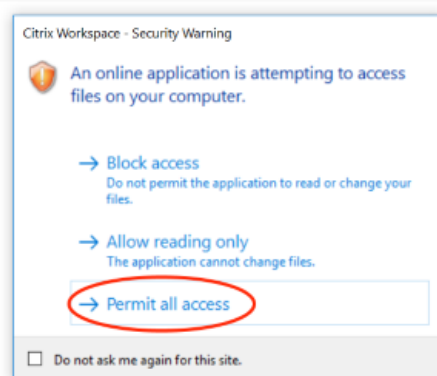 Citrix Workspace - Security Warning
An online application is attempting to access
files on your computer.
Block access
Do not permit the application to read or change your
files.
Allow reading only
The application cannot change files.
Permit all access
Do not ask me again for this site.